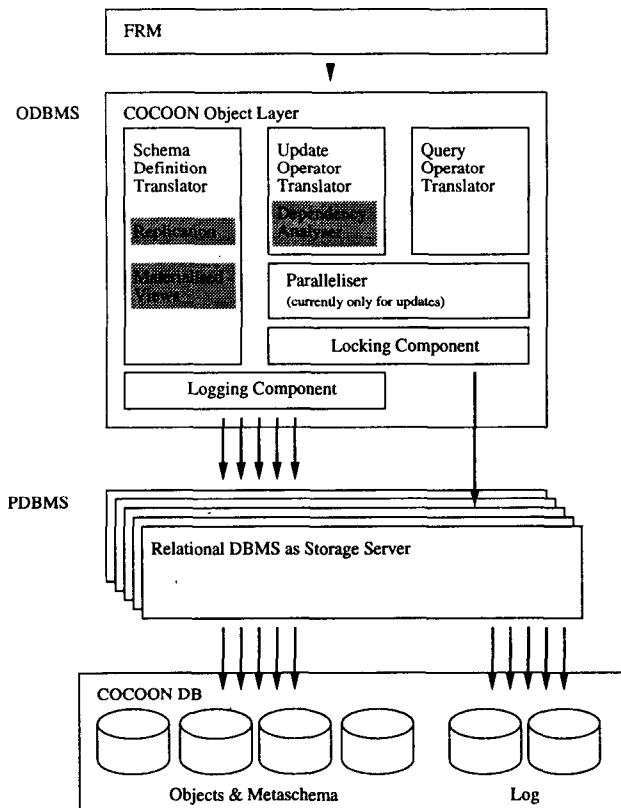 FRM
ODBMS
COCOON Object Layer
Schema
Definition
Translator
Replication
Materialised
Views
Update
Operator
Translator
Dependency
Analyser
Query
Operator
Translator
Paralleliser
(currently only for updates)
Locking Component
Logging Component
PDBMS
Relational DBMS as Storage Server
COCOON DB
Objects & Metaschema
Log